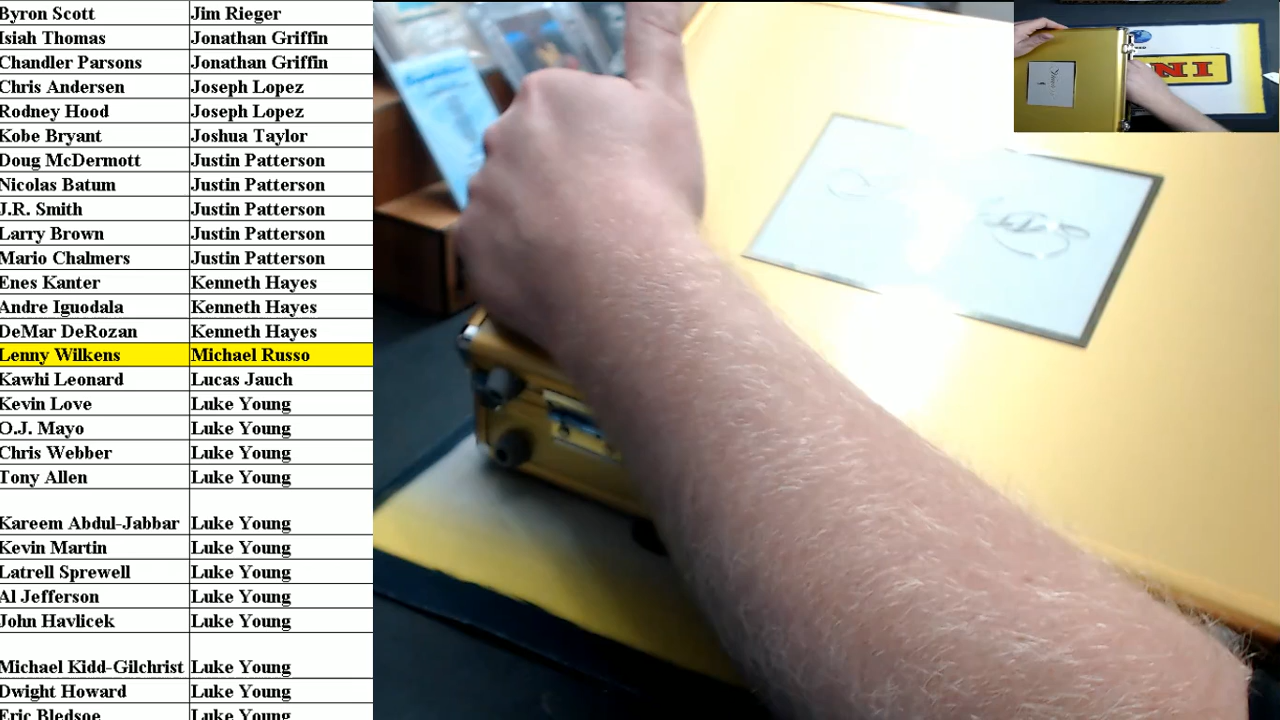 Byron Scott Jim Rieger
Isiah Thomas Jonathan Griffin
Chandler Parsons Jonathan Griffin
Chris Andersen Joseph Lopez
Rodney Hood Joseph Lopez
Kobe Bryant Joshua Taylor
Doug McDermott Justin Patterson
Nicolas Batum Justin Patterson
J.R. Smith Justin Patterson
Larry Brown Justin Patterson
Mario Chalmers Justin Patterson
Enes Kanter Kenneth Hayes
Andre Iguodala Kenneth Hayes
DeMar DeRozan Kenneth Hayes
Lenny Wilkens Michael Russo
Kawhi Leonard Lucas Jauch
Kevin Love Luke Young
O.J. Mayo Luke Young
Chris Webber Luke Young
Tony Allen Luke Young
Kareem Abdul-Jabbar Luke Young
Kevin Martin Luke Young
Latrell Sprewell Luke Young
Al Jefferson Luke Young
John Havlicek Luke Young
Michael Kidd-Gilchrist Luke Young
Dwight Howard Luke Young
Eric Bledsoe Luke Young